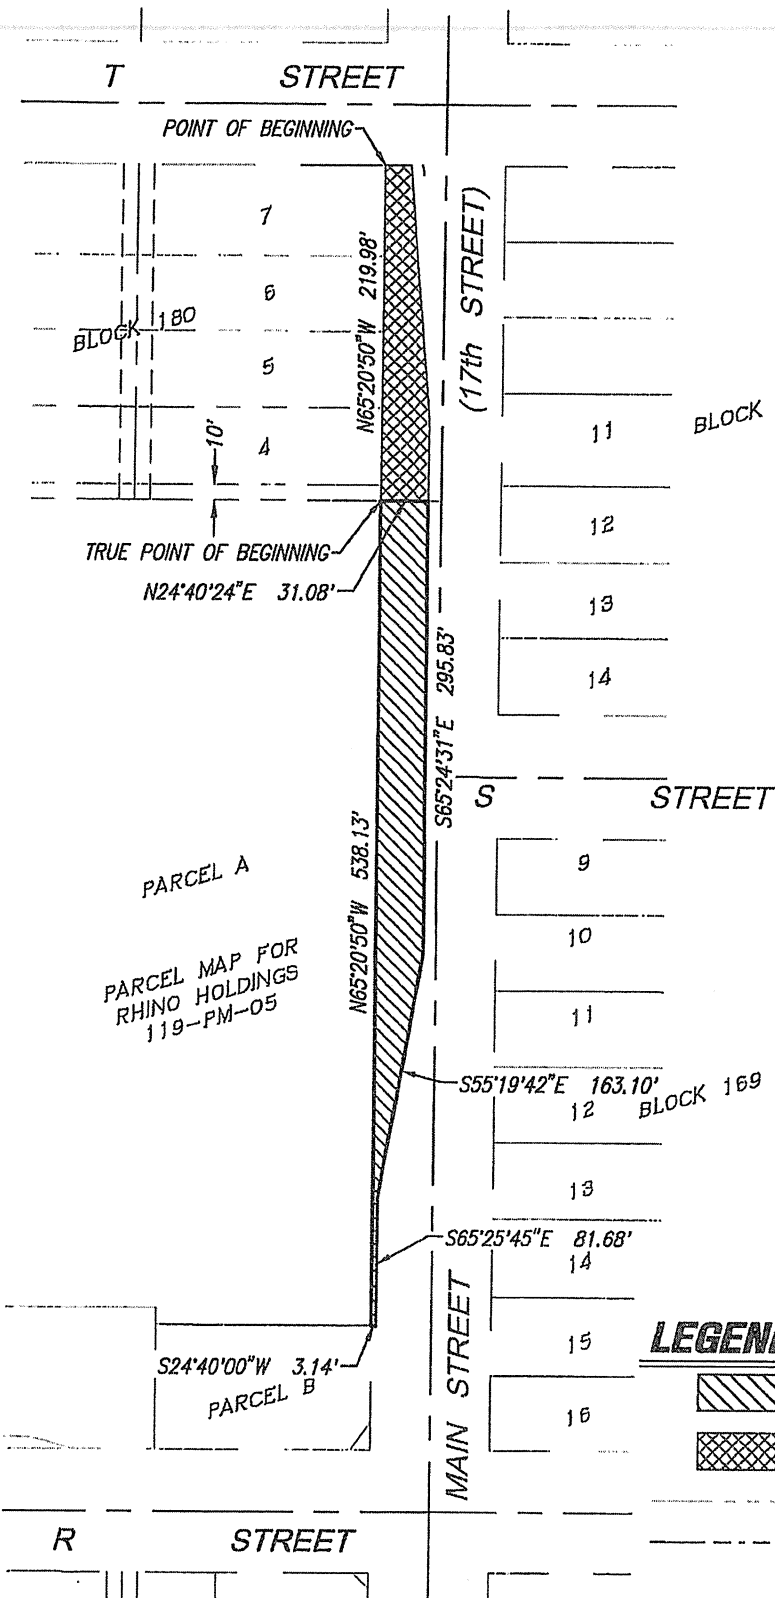 T STREET
POINT OF BEGINNING
7
6
5
4
BLOCK 180
10'
N65°20'50"W 219.98'
(17th STREET)
11
BLOCK
12
13
14
TRUE POINT OF BEGINNING
N24°40'24"E 31.08'
S65°24'31"E 295.83'
S STREET
N65°20'50"W 538.13'
PARCEL A
PARCEL MAP FOR
RHINO HOLDINGS
119-PM-05
9
10
11
S55°19'42"E 163.10'
12
BLOCK 169
13
S65°25'45"E 81.68'
14
15
16
S24°40'00"W 3.14'
PARCEL B
MAIN STREET
LEGEND
R STREET